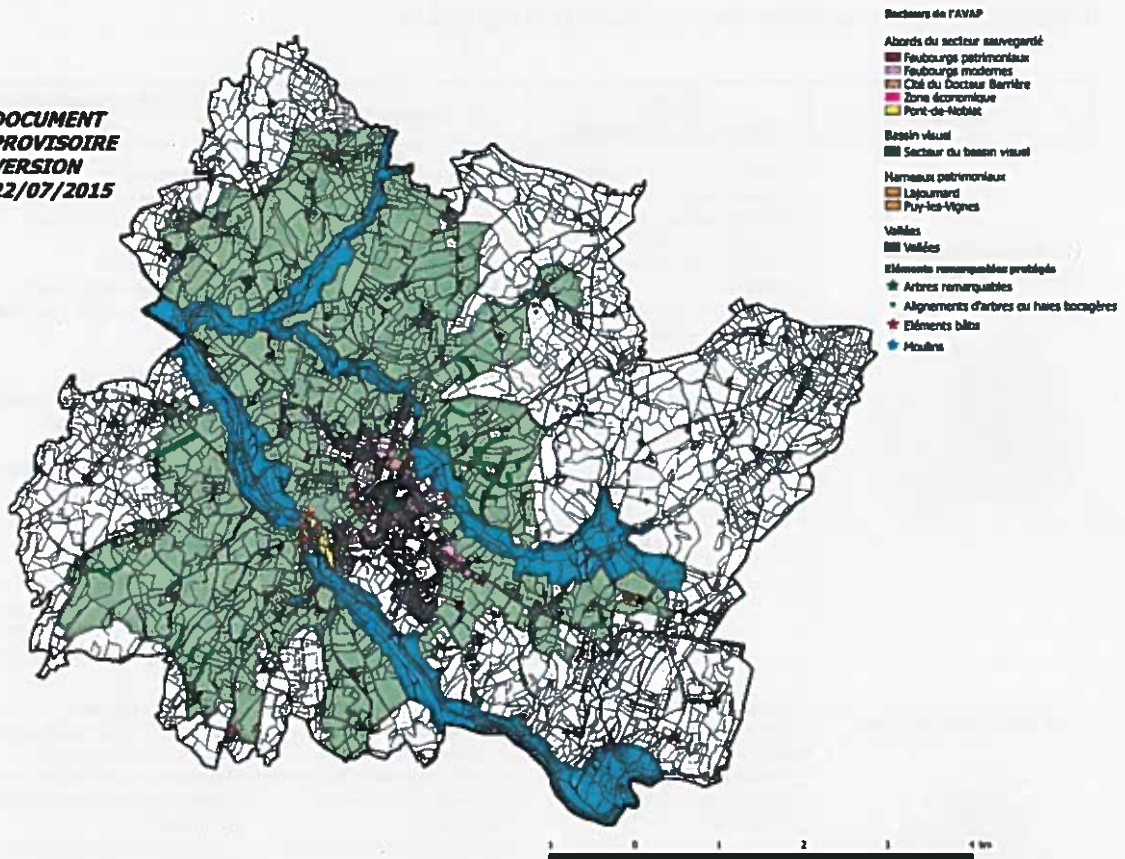 DOCUMENT
PROVISOIRE
VERSION
22/07/2015
Secteurs de l'AVAP
Abords du secteur sauvegardé
Faubourgs patrimoniaux
Faubourgs modernes
Cité du Docteur Barrière
Zone économique
Pont-de-Noblat
Bassin visuel
Secteur du bassin visuel
Hameaux patrimoniaux
Lajoumard
Puy-les-Vignes
Vallées
Vallées
Eléments remarquables protégés
Arbres remarquables
Alignements d'arbres ou haies bocagères
Eléments bâtis
Moulins
1 0 1 2 3 4 km